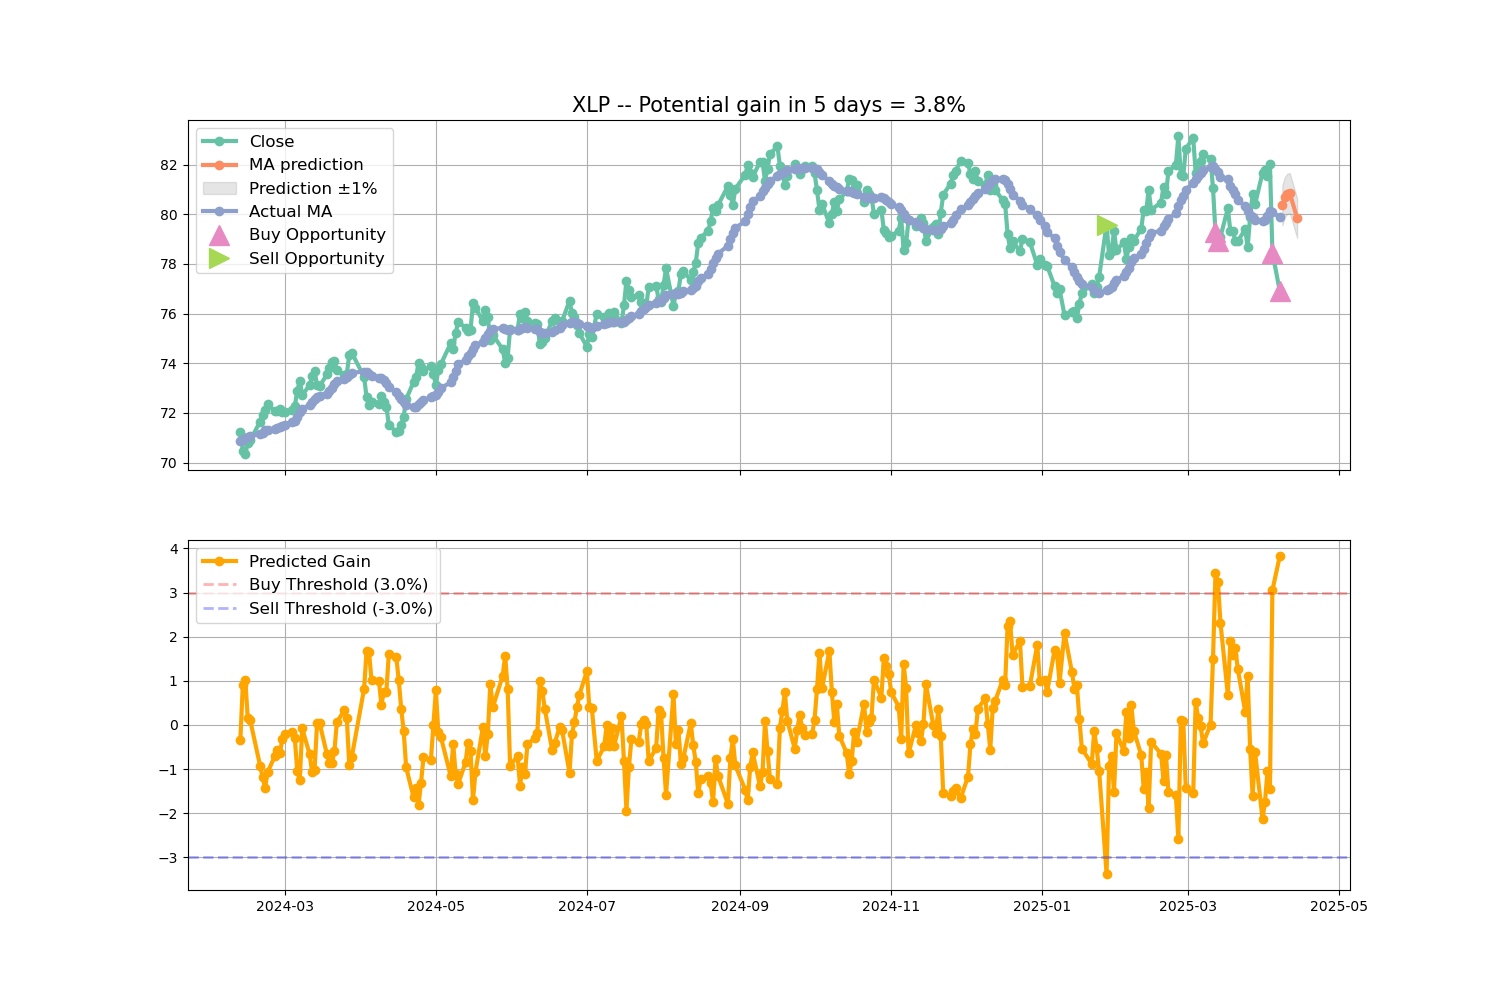 XLP -- Potential gain in 5 days = 3.8%
Close
MA prediction
Prediction ±1%
Actual MA
Buy Opportunity
Sell Opportunity
82
80
78
76
74
72
70
Predicted Gain
Buy Threshold (3.0%)
Sell Threshold (-3.0%)
4
3
2
1
0
−1
−2
−3
2024-03 2024-05 2024-07 2024-09 2024-11 2025-01 2025-03 2025-05